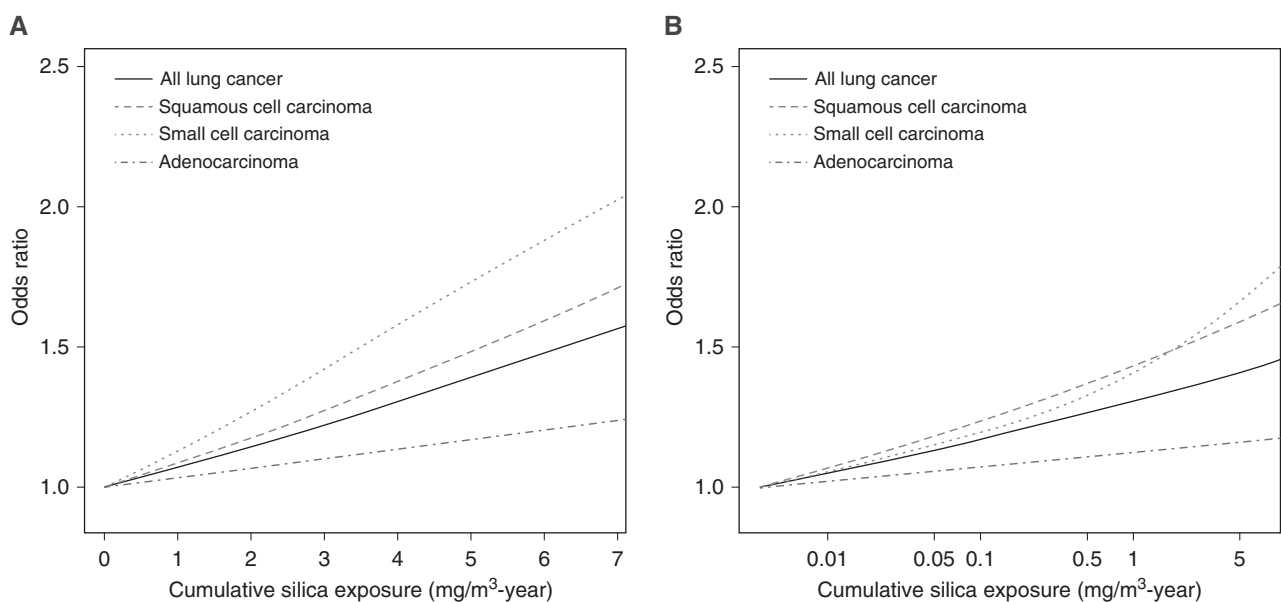 A
2.5
2.0
1.5
1.0
Odds ratio
All lung cancer
Squamous cell carcinoma
Small cell carcinoma
Adenocarcinoma
0 1 2 3 4 5 6 7
Cumulative silica exposure (mg/m³-year)
B
2.5
2.0
1.5
1.0
Odds ratio
All lung cancer
Squamous cell carcinoma
Small cell carcinoma
Adenocarcinoma
0.01 0.05 0.1 0.5 1 5
Cumulative silica exposure (mg/m³-year)